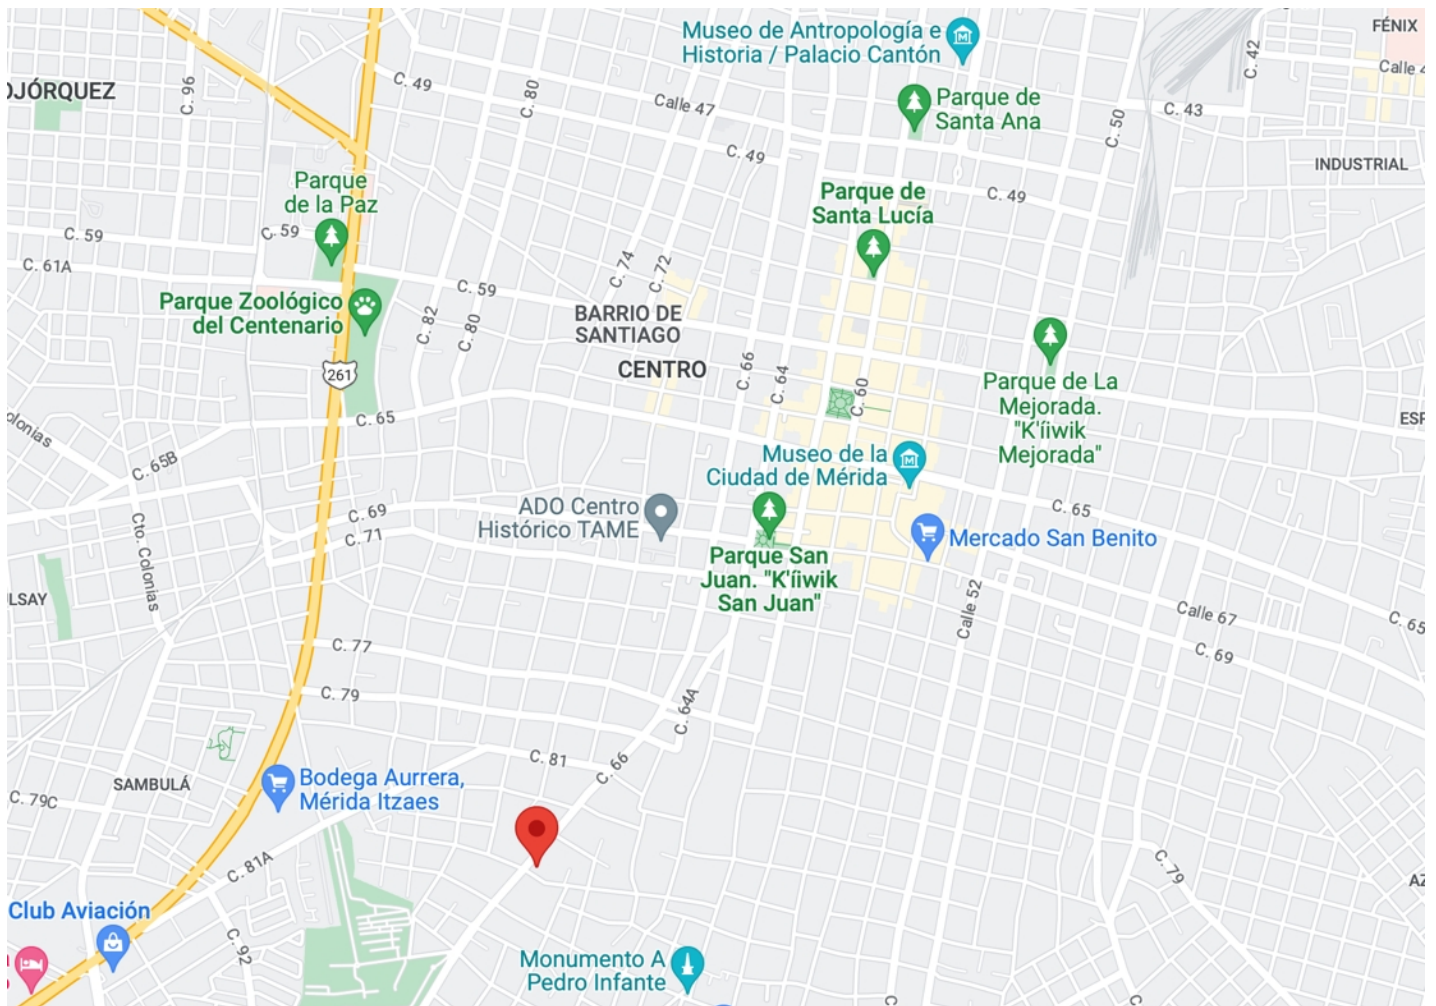 Museo de Antropología e
Historia / Palacio Cantón
FÉNIX
C. 42
C. 96
C. 49
C. 80
Calle 47
Parque de
Santa Ana
C. 43
C. 50
C. 49
INDUSTRIAL
Parque
de la Paz
C. 59
C. 59
C. 61A
Parque de
Santa Lucía
C. 49
C. 74
C. 72
Parque Zoológico
del Centenario
C. 59
C. 82
C. 80
BARRIO DE
SANTIAGO
CENTRO
C. 66
C. 64
C. 60
261
C. 65
Parque de La
Mejorada.
"K'íiwik
Mejorada"
C. 65B
Museo de la
Ciudad de Mérida
ADO Centro
Histórico TAME
C. 69
C. 71
C. 65
Mercado San Benito
Parque San
Juan. "K'íiwik
San Juan"
Cto. Colonias
Calle 52
Calle 67
C. 65
C. 69
C. 77
C. 79
C. 64A
C. 81
C. 66
SAMBULÁ
Bodega Aurrera,
Mérida Itzaes
C. 79C
C. 81A
C. 79
Club Aviación
C. 92
Monumento A
Pedro Infante